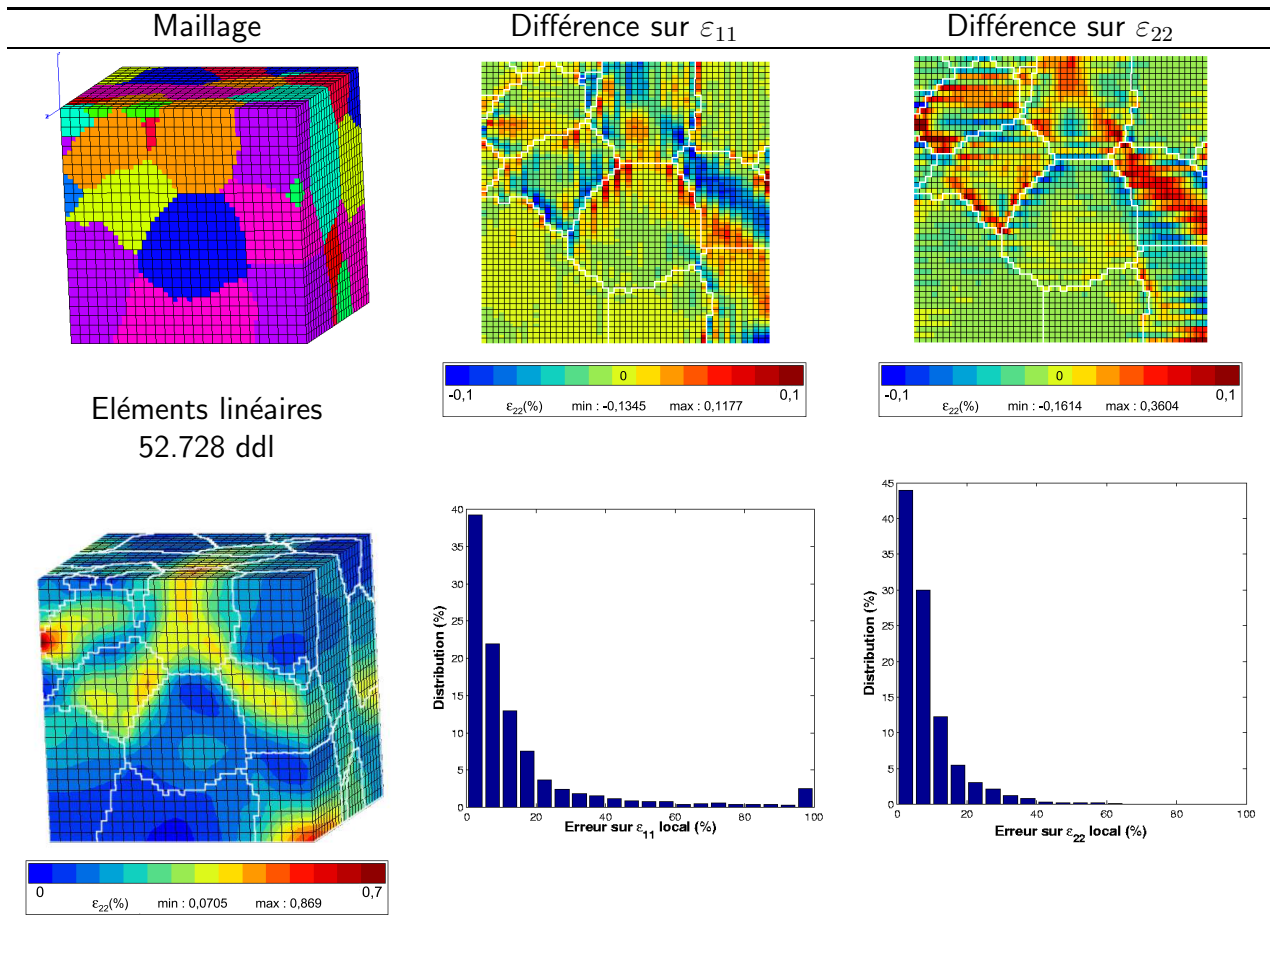 Maillage Différence sur ε₁₁ Différence sur ε₂₂
0
-0,1 0,1
ε₂₂(%) min : -0,1345 max : 0,1177
0
-0,1 0,1
ε₂₂(%) min : -0,1614 max : 0,3604
Eléments linéaires
52.728 ddl
0 0,7
ε₂₂(%) min : 0,0705 max : 0,869
Distribution (%)
40
35
30
25
20
15
10
5
0
0 20 40 60 80 100
Erreur sur ε₁₁ local (%)
Distribution (%)
45
40
35
30
25
20
15
10
5
0
0 20 40 60 80 100
Erreur sur ε₂₂ local (%)